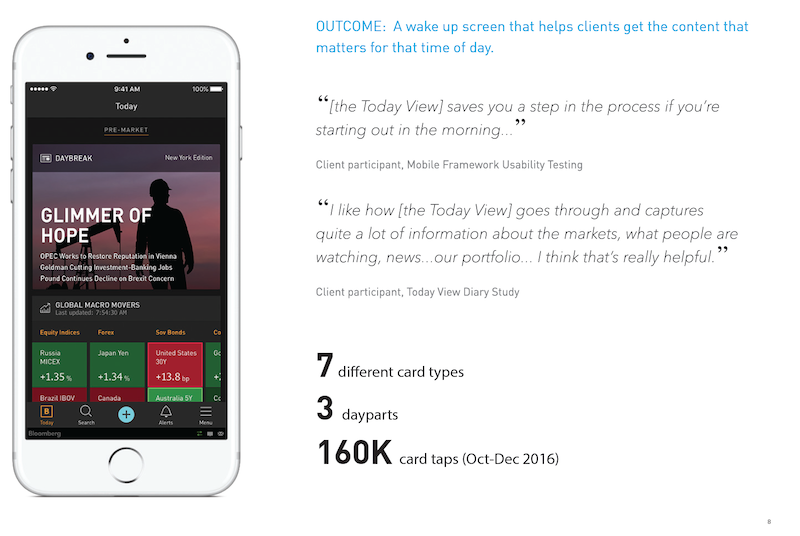 OUTCOME: A wake up screen that helps clients get the content that
matters for that time of day.
“[the Today View] saves you a step in the process if you’re
starting out in the morning...”
Client participant, Mobile Framework Usability Testing
“I like how [the Today View] goes through and captures
quite a lot of information about the markets, what people are
watching, news...our portfolio... I think that’s really helpful.”
Client participant, Today View Diary Study
7 different card types
3 dayparts
160K card taps (Oct-Dec 2016)
9:41 AM 100%
Today
PRE-MARKET
DAYBREAK New York Edition
GLIMMER OF
HOPE
OPEC Works to Restore Reputation in Vienna
Goldman Cutting Investment-Banking Jobs
Pound Continues Decline on Brexit Concern
GLOBAL MACRO MOVERS
Last updated: 7:54:30 AM
Equity Indices Forex Sov Bonds Co
Russia Japan Yen United States Go
MICEX 30Y
+1.35 % +1.34 % +13.8 bp
Brazil IBOV Canada Australia 5Y Co
B
Today Search Alerts Menu
Bloomberg
8